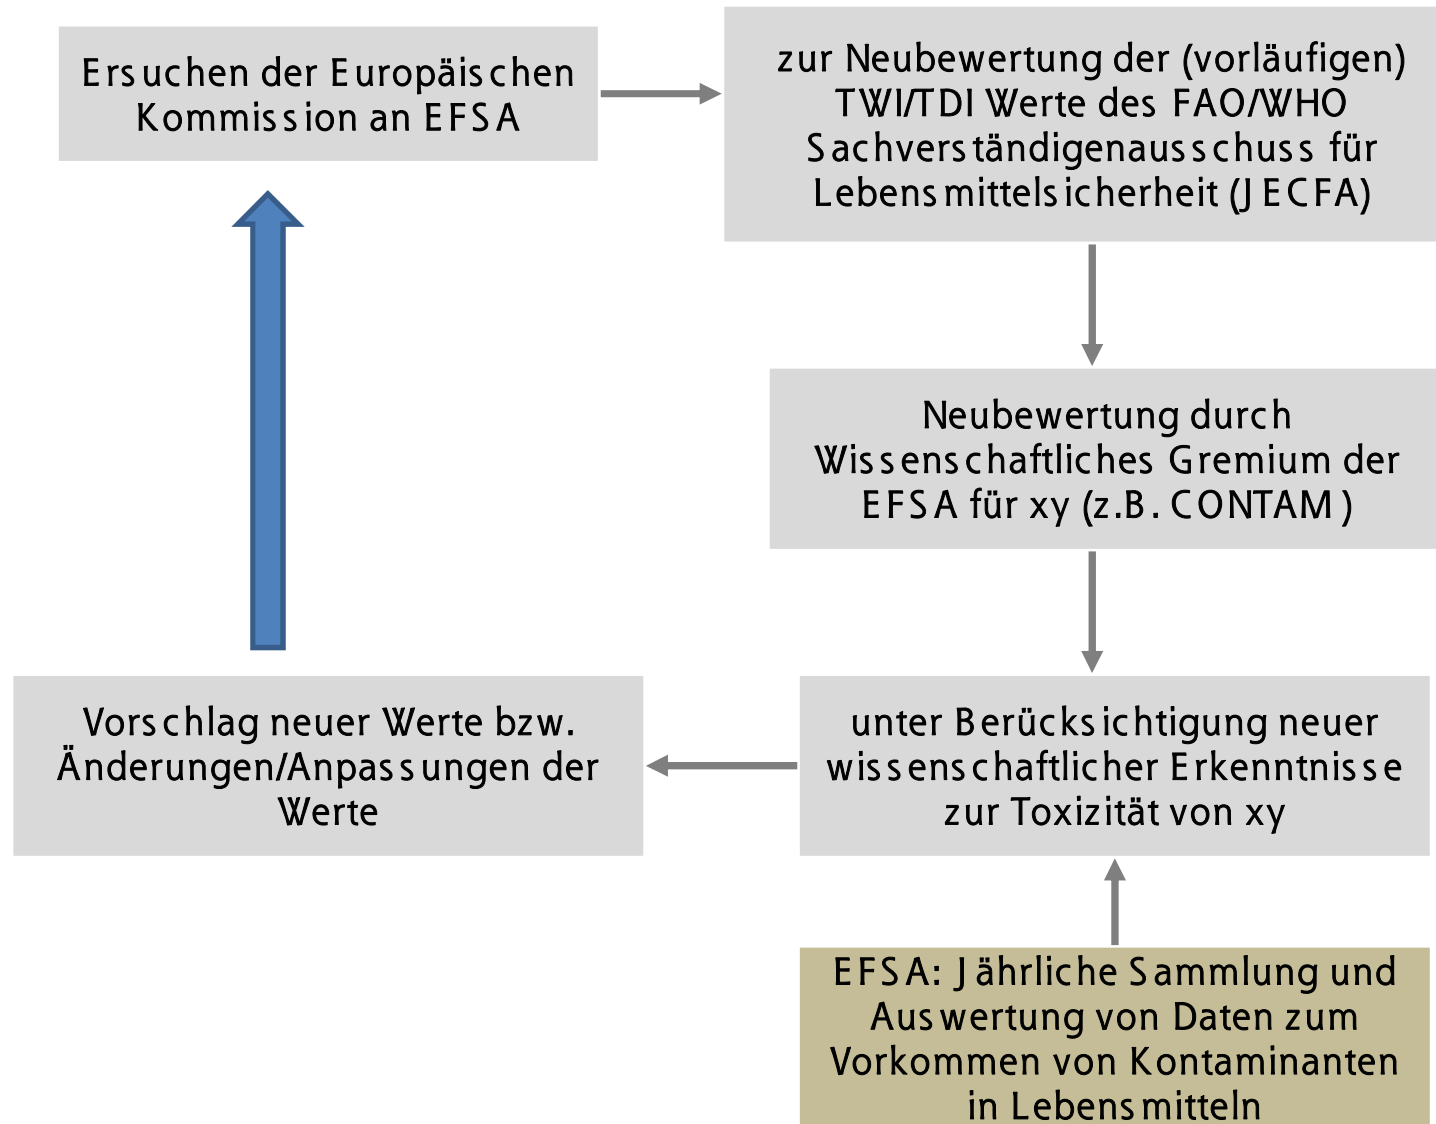 Ersuchen der Europäischen
Kommission an EFSA
zur Neubewertung der (vorläufigen)
TWI/TDI Werte des FAO/WHO
Sachverständigenausschuss für
Lebensmittelsicherheit (JECFA)
Neubewertung durch
Wissenschaftliches Gremium der
EFSA für xy (z.B. CONTAM)
unter Berücksichtigung neuer
wissenschaftlicher Erkenntnisse
zur Toxizität von xy
Vorschlag neuer Werte bzw.
Änderungen/Anpassungen der
Werte
EFSA: Jährliche Sammlung und
Auswertung von Daten zum
Vorkommen von Kontaminanten
in Lebensmitteln